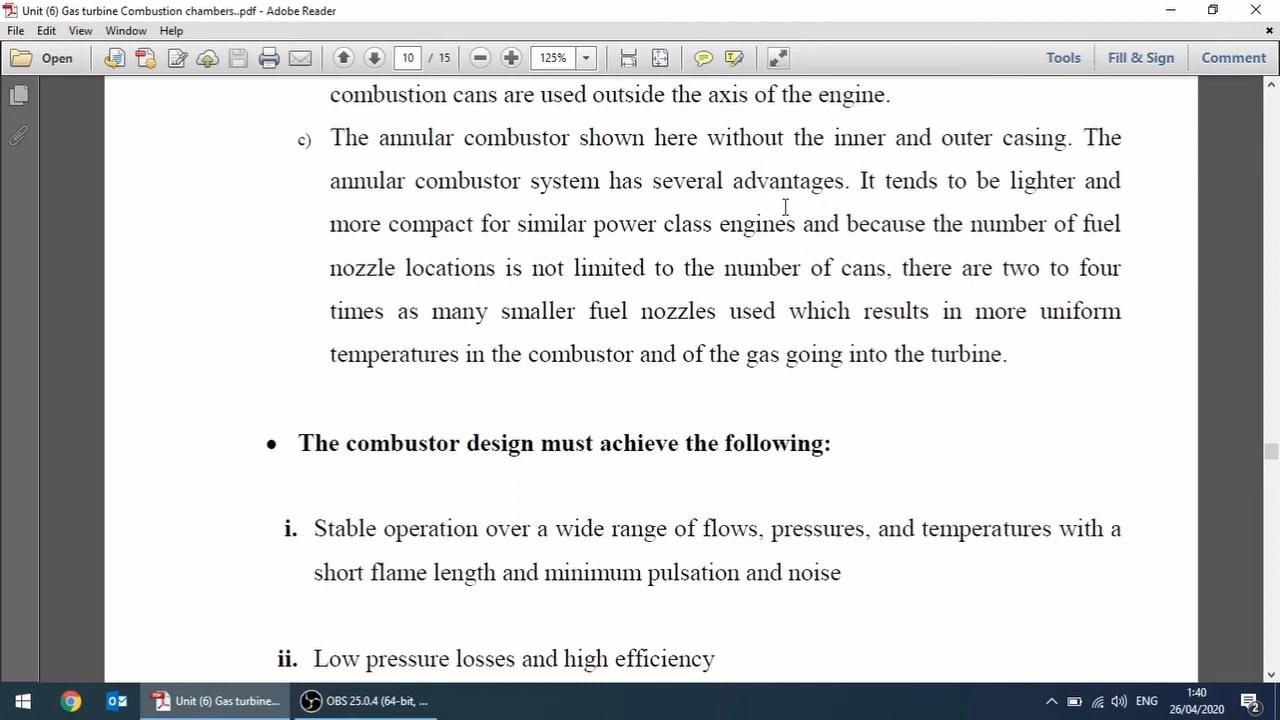 Unit (6) Gas turbine Combustion chambers..pdf - Adobe Reader
File Edit View Window Help
Open 10 / 15 125% Tools Fill & Sign Comment
combustion cans are used outside the axis of the engine.
c) The annular combustor shown here without the inner and outer casing. The
annular combustor system has several advantages. It tends to be lighter and
more compact for similar power class engines and because the number of fuel
nozzle locations is not limited to the number of cans, there are two to four
times as many smaller fuel nozzles used which results in more uniform
temperatures in the combustor and of the gas going into the turbine.
• The combustor design must achieve the following:
i. Stable operation over a wide range of flows, pressures, and temperatures with a
short flame length and minimum pulsation and noise
ii. Low pressure losses and high efficiency
Unit (6) Gas turbine... OBS 25.0.4 (64-bit, ... ENG 1:40
26/04/2020 2